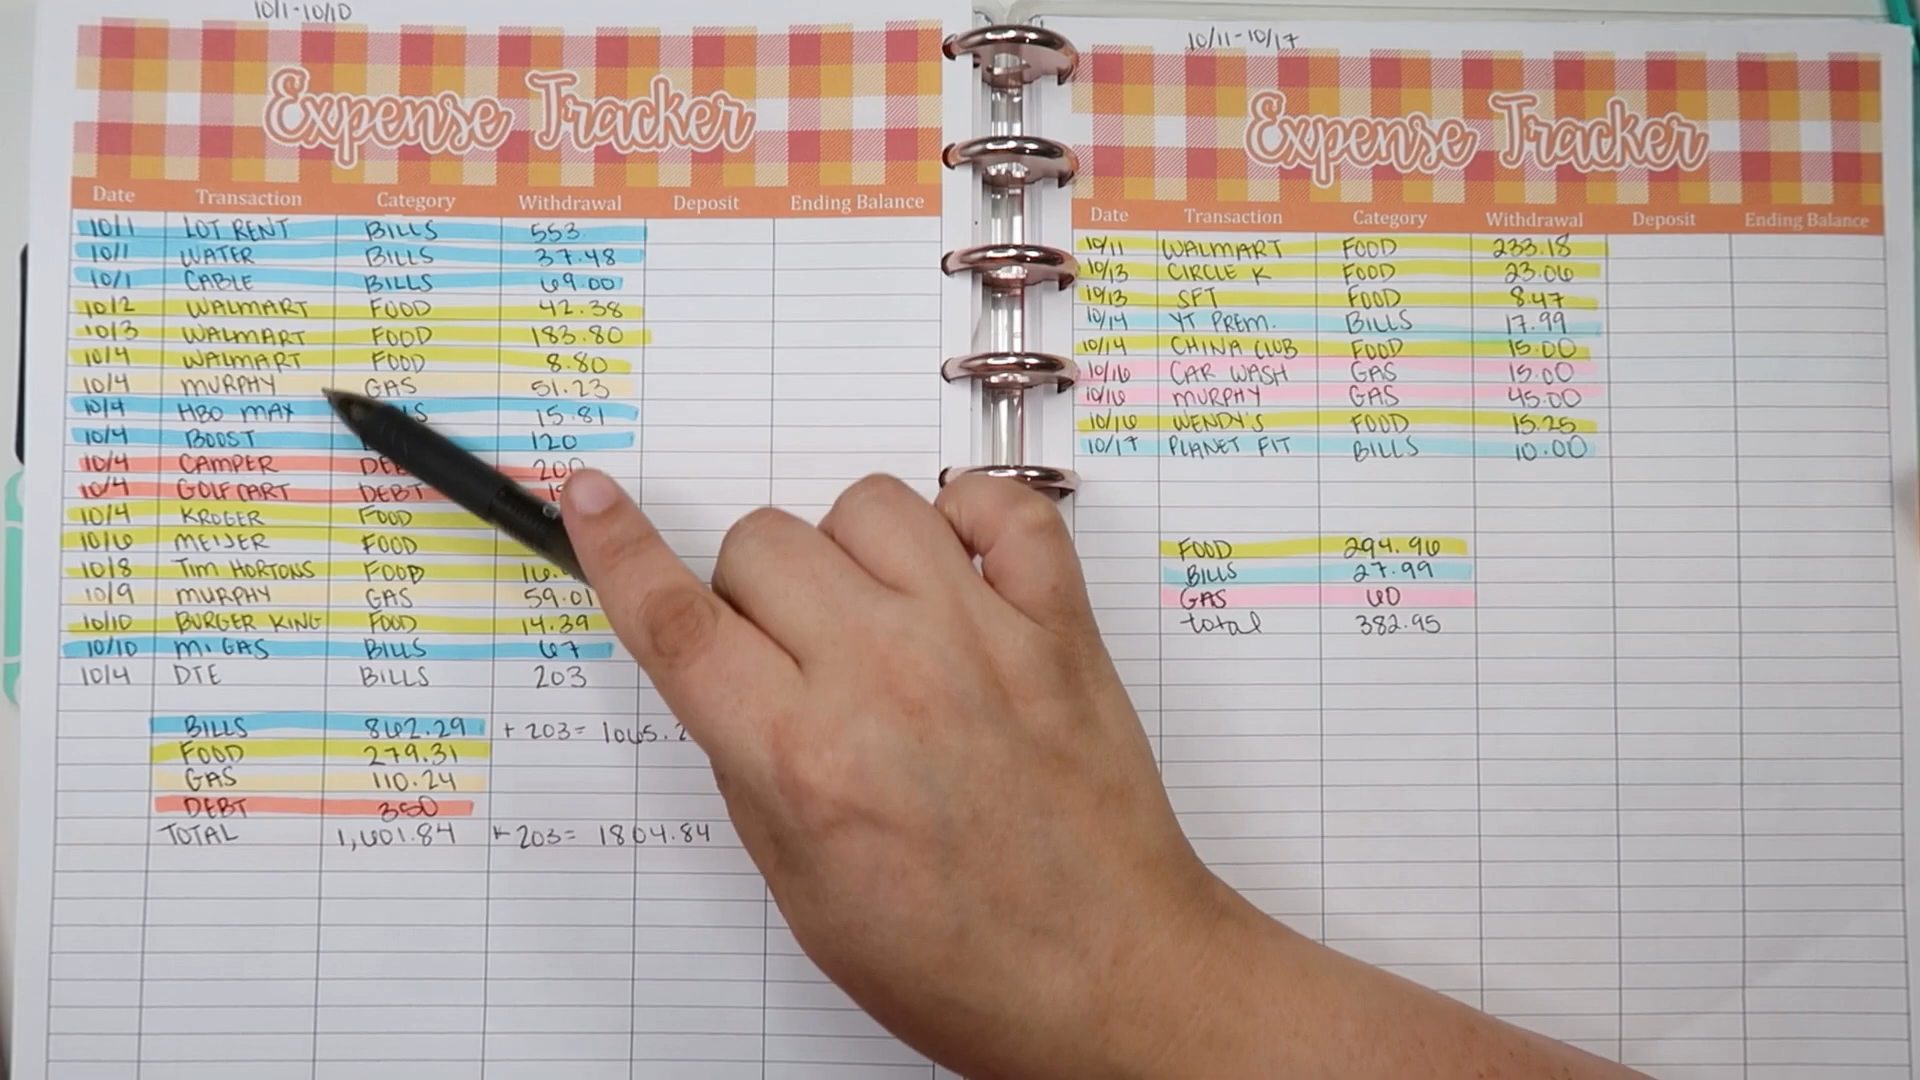 10/1-10/10
Expense Tracker
Date Transaction Category Withdrawal Deposit Ending Balance
10/1 LOT RENT BILLS 553.
10/1 WATER BILLS 37.48
10/1 CABLE BILLS 69.00
10/2 WALMART FOOD 42.38
10/3 WALMART FOOD 183.80
10/4 WALMART FOOD 8.80
10/4 MURPHY GAS 51.23
10/4 HBO MAX 15.81
10/4 BOOST 120
10/4 CAMPER 200
10/4 GOLF CART DEBT
10/4 KROGER FOOD
10/6 MEIJER FOOD
10/8 TIM HORTONS FOOD 16.
10/9 MURPHY GAS 59.01
10/10 BURGER KING FOOD 14.39
10/10 MI GAS BILLS 67
10/4 DTE BILLS 203
BILLS 862.29 + 203= 1065.2
FOOD 279.31
GAS 110.24
DEBT 350
TOTAL 1,601.84 + 203= 1804.84
10/11-10/17
Expense Tracker
Date Transaction Category Withdrawal Deposit Ending Balance
10/11 WALMART FOOD 233.18
10/13 CIRCLE K FOOD 23.06
10/13 SFT FOOD 8.47
10/14 YT PREM. BILLS 17.99
10/14 CHINA CLUB FOOD 15.00
10/16 CAR WASH GAS 15.00
10/16 MURPHY GAS 45.00
10/16 WENDY'S FOOD 15.25
10/17 PLANET FIT BILLS 10.00
FOOD 294.96
BILLS 27.99
GAS 60
total 382.95